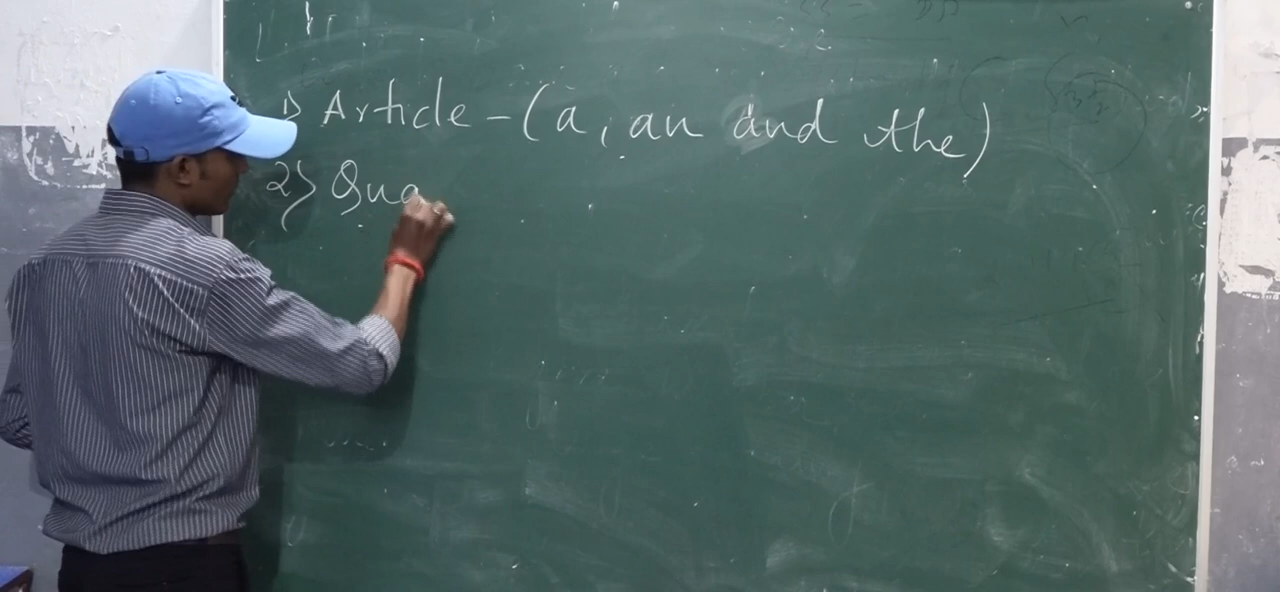 1) Article - (a, an and the)
2) Qua